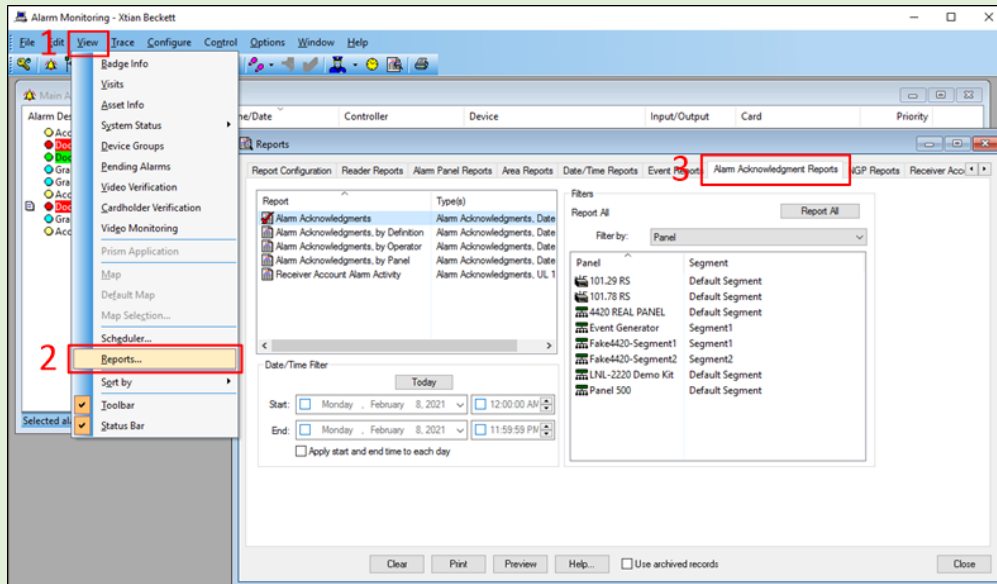 Alarm Monitoring - Xtian Beckett
1
File Edit View Trace Configure Control Options Window Help
Main A
Alarm Des
Acc
Doo
Doo
Gra
Gra
Acc
Doo
Gra
Acc
Selected ala
Badge Info
Visits
Asset Info
System Status
Device Groups
Pending Alarms
Video Verification
Cardholder Verification
Video Monitoring
Prism Application
Map
Default Map
Map Selection...
Scheduler...
2
Reports...
Sort by
Toolbar
Status Bar
ne/Date Controller Device Input/Output Card Priority
Reports
3
Report Configuration Reader Reports Alarm Panel Reports Area Reports Date/Time Reports Event Reports Alarm Acknowledgment Reports NGP Reports Receiver Acco
Report Type(s)
Alarm Acknowledgments Alarm Acknowledgments, Date
Alarm Acknowledgments, by Definition Alarm Acknowledgments, Date
Alarm Acknowledgments, by Operator Alarm Acknowledgments, Date
Alarm Acknowledgments, by Panel Alarm Acknowledgments, Date
Receiver Account Alarm Activity Alarm Acknowledgments, UL 1
Date/Time Filter
Today
Start: Monday , February 8, 2021 12:00:00 AM
End: Monday , February 8, 2021 11:59:59 PM
Apply start and end time to each day
Filters
Report All Report All
Filter by: Panel
Panel Segment
101.29 RS Default Segment
101.78 RS Default Segment
4420 REAL PANEL Default Segment
Event Generator Segment1
Fake4420-Segment1 Segment1
Fake4420-Segment2 Segment2
LNL-2220 Demo Kit Default Segment
Panel 500 Default Segment
Clear Print Preview Help... Use archived records Close